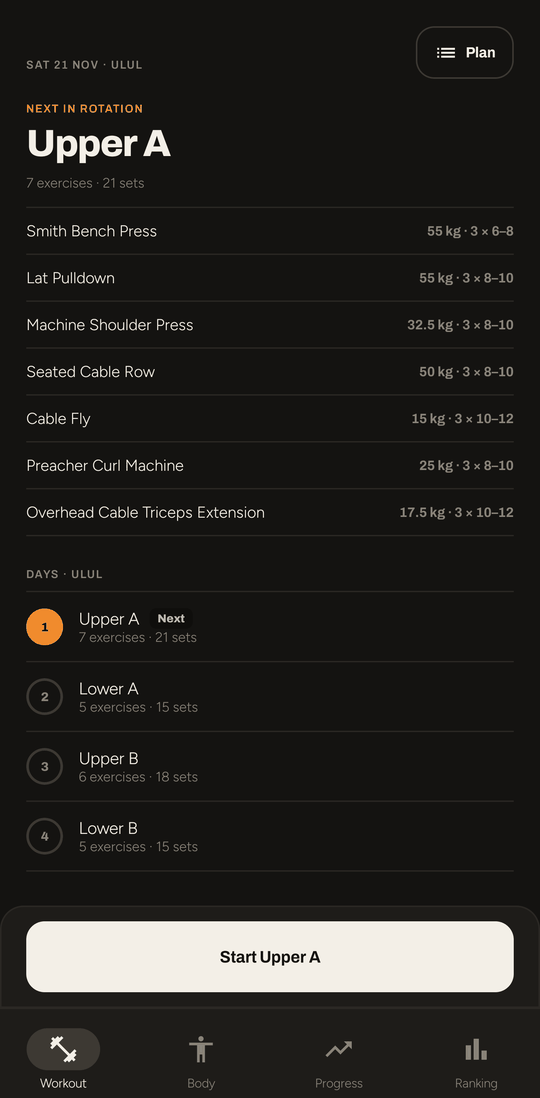 Plan
SAT 21 NOV · ULUL
NEXT IN ROTATION
Upper A
7 exercises · 21 sets
Smith Bench Press 55 kg · 3 × 6–8
Lat Pulldown 55 kg · 3 × 8–10
Machine Shoulder Press 32.5 kg · 3 × 8–10
Seated Cable Row 50 kg · 3 × 8–10
Cable Fly 15 kg · 3 × 10–12
Preacher Curl Machine 25 kg · 3 × 8–10
Overhead Cable Triceps Extension 17.5 kg · 3 × 10–12
DAYS · ULUL
1 Upper A Next
7 exercises · 21 sets
2 Lower A
5 exercises · 15 sets
3 Upper B
6 exercises · 18 sets
4 Lower B
5 exercises · 15 sets
Start Upper A
Workout Body Progress Ranking